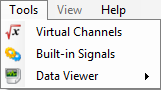 Tools View Help
Virtual Channels
Built-in Signals
Data Viewer